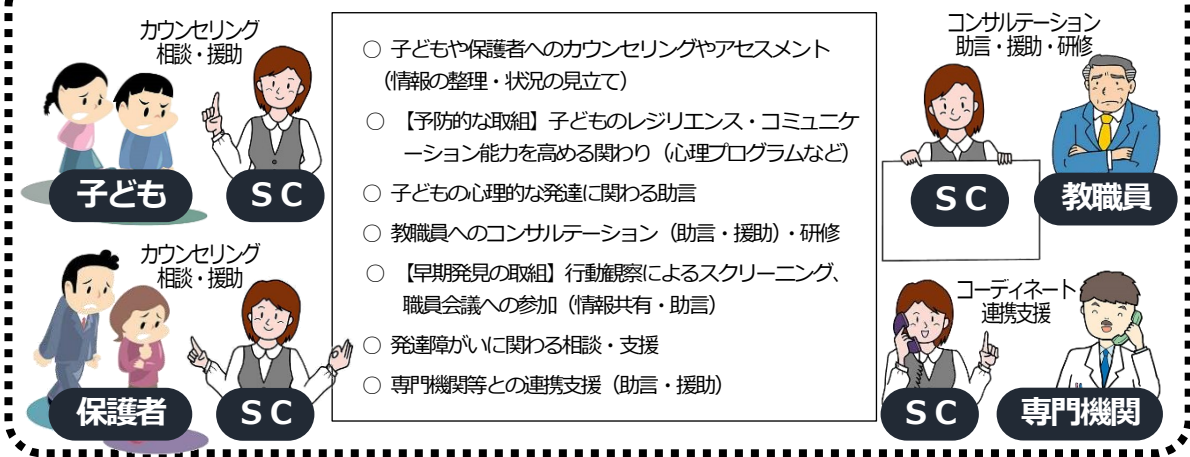 カウンセリング
相談・援助
子ども
ＳＣ
カウンセリング
相談・援助
保護者
ＳＣ
○ 子どもや保護者へのカウンセリングやアセスメント
（情報の整理・状況の見立て）
○ 【予防的な取組】子どものレジリエンス・コミュニケ
ーション能力を高める関わり（心理プログラムなど）
○ 子どもの心理的な発達に関わる助言
○ 教職員へのコンサルテーション（助言・援助）・研修
○ 【早期発見の取組】行動観察によるスクリーニング、
職員会議への参加（情報共有・助言）
○ 発達障がいに関わる相談・支援
○ 専門機関等との連携支援（助言・援助）
コンサルテーション
助言・援助・研修
ＳＣ
教職員
コーディネート
連携支援
ＳＣ
専門機関